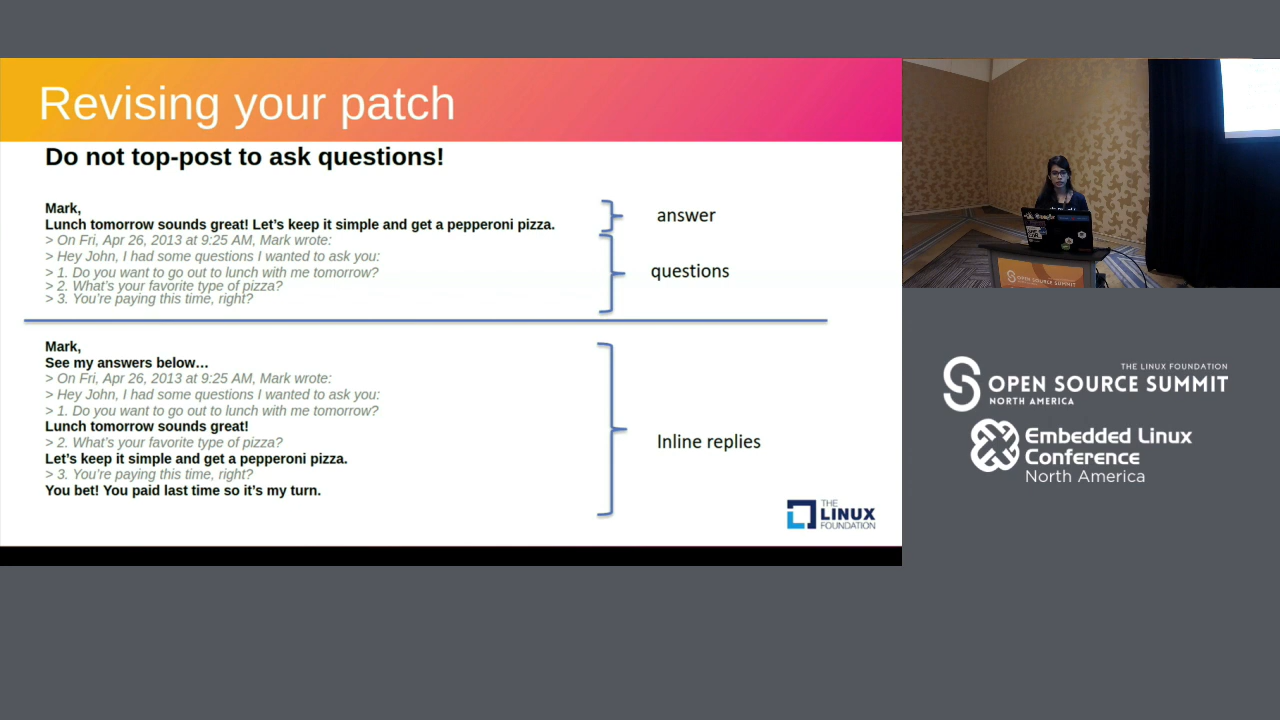 Revising your patch
Do not top-post to ask questions!
Mark,
Lunch tomorrow sounds great! Let's keep it simple and get a pepperoni pizza.
> On Fri, Apr 26, 2013 at 9:25 AM, Mark wrote:
> Hey John, I had some questions I wanted to ask you:
> 1. Do you want to go out to lunch with me tomorrow?
> 2. What's your favorite type of pizza?
> 3. You're paying this time, right?
answer
questions
Mark,
See my answers below…
> On Fri, Apr 26, 2013 at 9:25 AM, Mark wrote:
> Hey John, I had some questions I wanted to ask you:
> 1. Do you want to go out to lunch with me tomorrow?
Lunch tomorrow sounds great!
> 2. What's your favorite type of pizza?
Let's keep it simple and get a pepperoni pizza.
> 3. You're paying this time, right?
You bet! You paid last time so it's my turn.
Inline replies
THE
LINUX
FOUNDATION
OPEN SOURCE SUMMIT
THE LINUX FOUNDATION
OPEN SOURCE SUMMIT
NORTH AMERICA
Embedded Linux
Conference
North America